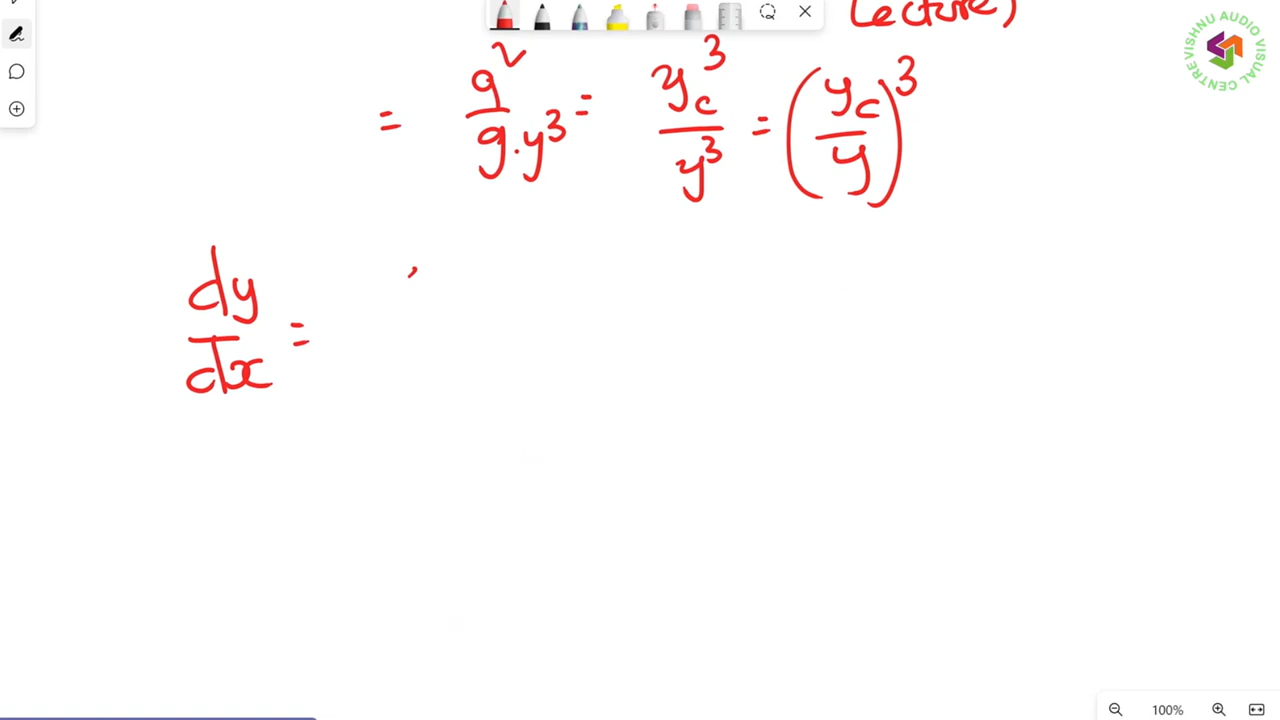 Lecture)
= q² / g.y³ = y_c³ / y³ = (y_c / y)³
dy / dx =
VISHNU AUDIO VISUAL CENTRE
100%